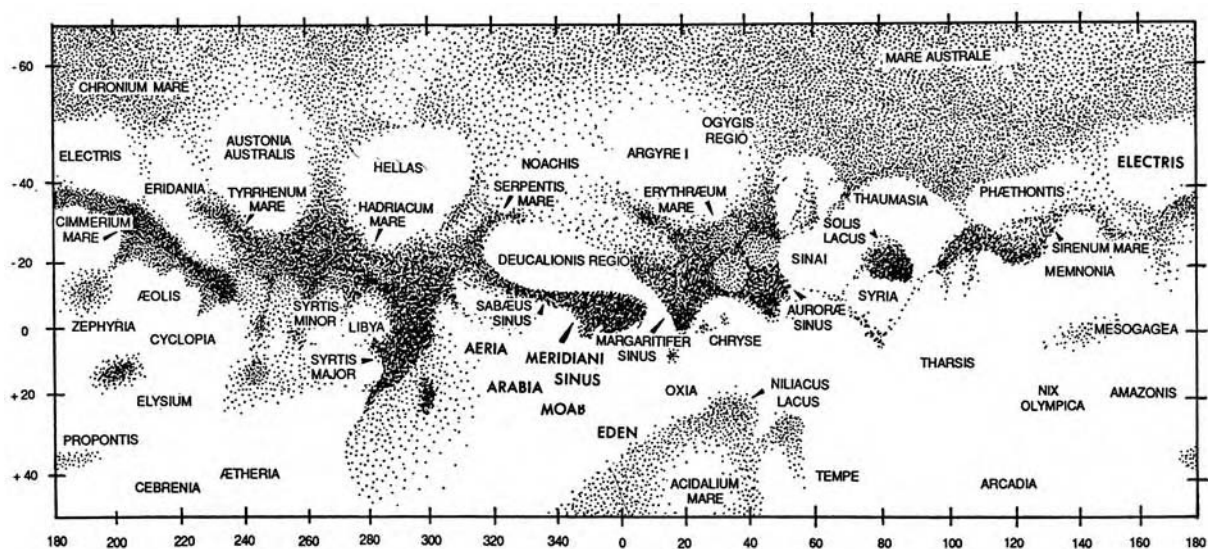 -60
-40
-20
0
+20
+40
CHRONIUM MARE
MARE AUSTRALE
ELECTRIS
AUSTONIA
AUSTRALIS
HELLAS
NOACHIS
ARGYRE I
OGYGIS
REGIO
ELECTRIS
ERIDANIA
TYRRHENUM
MARE
HADRIACUM
MARE
SERPENTIS
MARE
ERYTHRÆUM
MARE
THAUMASIA
PHÆTHONTIS
CIMMERIUM
MARE
DEUCALIONIS REGIO
SOLIS
LACUS
SINAI
SIRENUM MARE
MEMNONIA
ÆOLIS
ZEPHYRIA
CYCLOPIA
SYRTIS
MINOR
LIBYA
SYRTIS
MAJOR
SABÆUS
SINUS
AERIA
MERIDIANI
SINUS
MARGARITIFER
SINUS
CHRYSE
AURORÆ
SINUS
SYRIA
MESOGAGEA
THARSIS
ARABIA
MOAB
OXIA
NILIACUS
LACUS
NIX
OLYMPICA
AMAZONIS
ELYSIUM
EDEN
PROPONTIS
ÆTHERIA
CEBRENIA
ACIDALIUM
MARE
TEMPE
ARCADIA
180 200 220 240 260 280 300 320 340 0 20 40 60 80 100 120 140 160 180